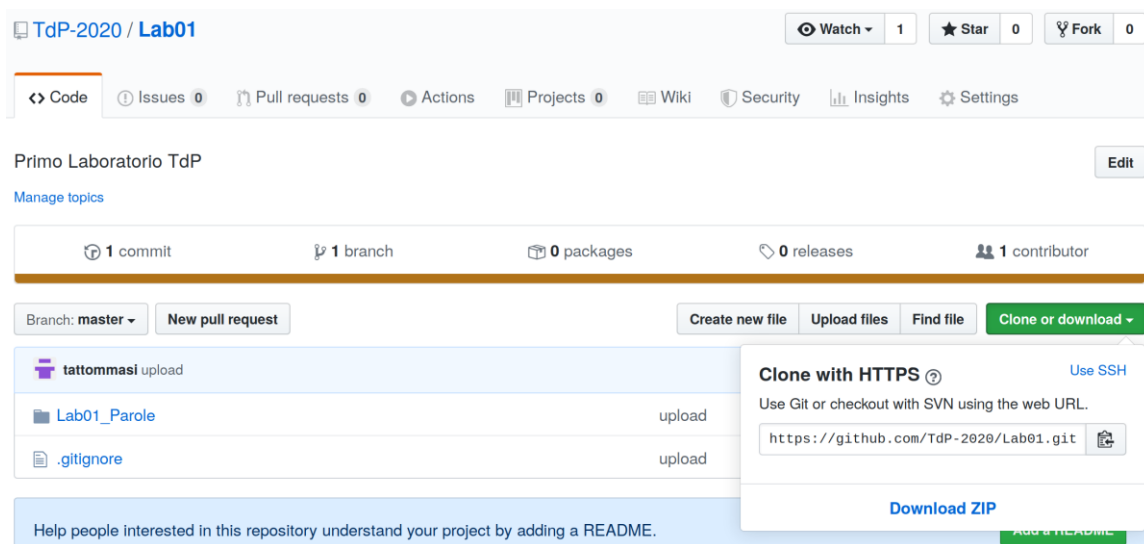 TdP-2020 / Lab01 Watch 1 Star 0 Fork 0
Code Issues 0 Pull requests 0 Actions Projects 0 Wiki Security Insights Settings
Primo Laboratorio TdP Edit
Manage topics
1 commit 1 branch 0 packages 0 releases 1 contributor
Branch: master New pull request Create new file Upload files Find file Clone or download
tattommasi upload
Clone with HTTPS ? Use SSH
Use Git or checkout with SVN using the web URL.
Lab01_Parole upload
https://github.com/TdP-2020/Lab01.git
.gitignore upload
Download ZIP
Help people interested in this repository understand your project by adding a README. Add a README